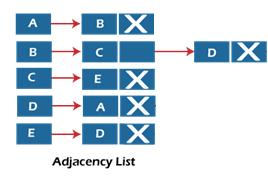 A B X
B C D X
C E X
D A X
E D X
Adjacency List